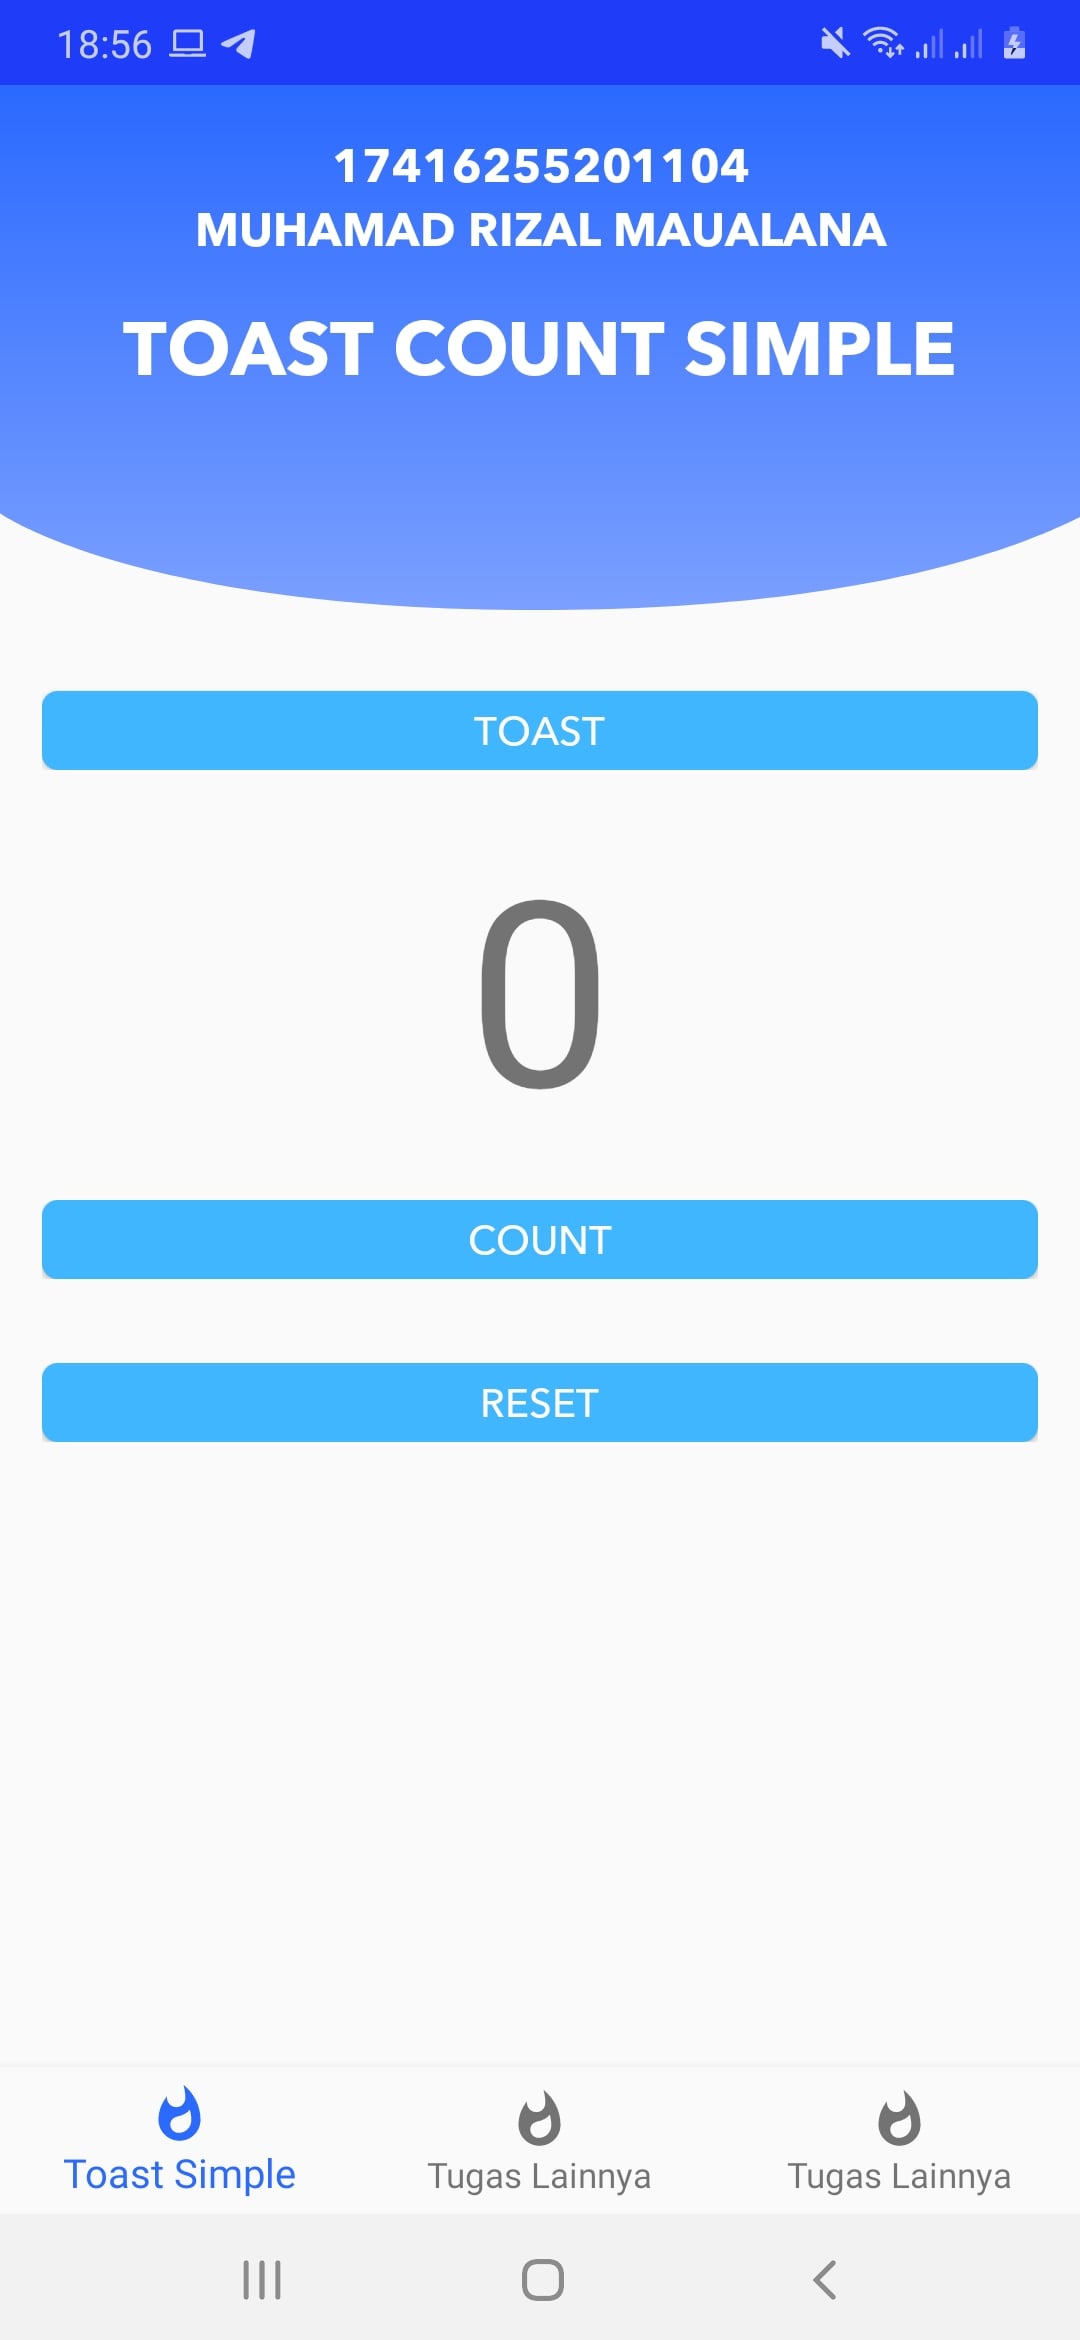 18:56
17416255201104
MUHAMAD RIZAL MAUALANA
TOAST COUNT SIMPLE
TOAST
0
COUNT
RESET
Toast Simple
Tugas Lainnya
Tugas Lainnya